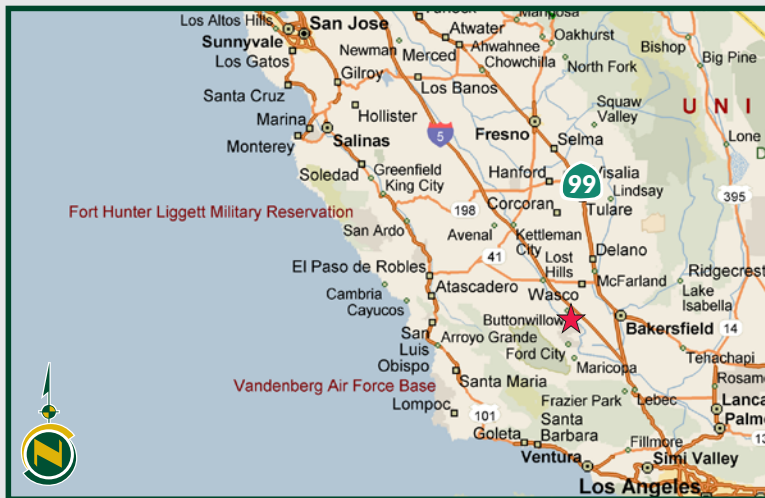 Mariposa
Los Altos Hills
San Jose
Atwater
Oakhurst
Sunnyvale
Newman
Merced
Ahwahnee
Bishop
Los Gatos
Chowchilla
Big Pine
North Fork
Gilroy
Los Banos
Santa Cruz
Squaw
Valley
U N I
Hollister
Marina
5
Fresno
Salinas
Selma
Lone
Monterey
Soledad
Greenfield
Hanford
99
Visalia
King City
Lindsay
395
Corcoran
Tulare
Fort Hunter Liggett Military Reservation
198
San Ardo
Avenal
Kettleman
City
41
Lost
Hills
Delano
El Paso de Robles
McFarland
Ridgecrest
Atascadero
Wasco
Lake
Isabella
Cambria
Cayucos
Buttonwillow
Bakersfield
14
San
Luis
Obispo
Arroyo Grande
Ford City
Tehachapi
Maricopa
Vandenberg Air Force Base
Santa Maria
Rosam
Frazier Park
Lebec
Lompoc
101
Lanca
Palm
Santa
Barbara
Goleta
Fillmore
13
Ventura
Simi Valley
Los Angeles
N